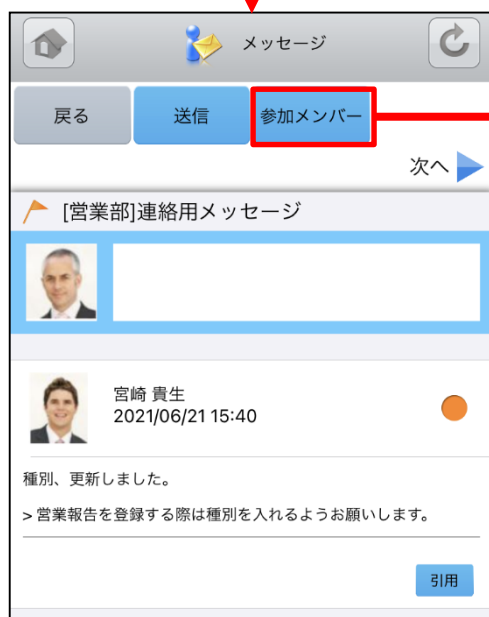 メッセージ
戻る
送信
参加メンバー
次へ
[営業部]連絡用メッセージ
宮崎 貴生
2021/06/21 15:40
種別、更新しました。
> 営業報告を登録する際は種別を入れるようお願いします。
引用